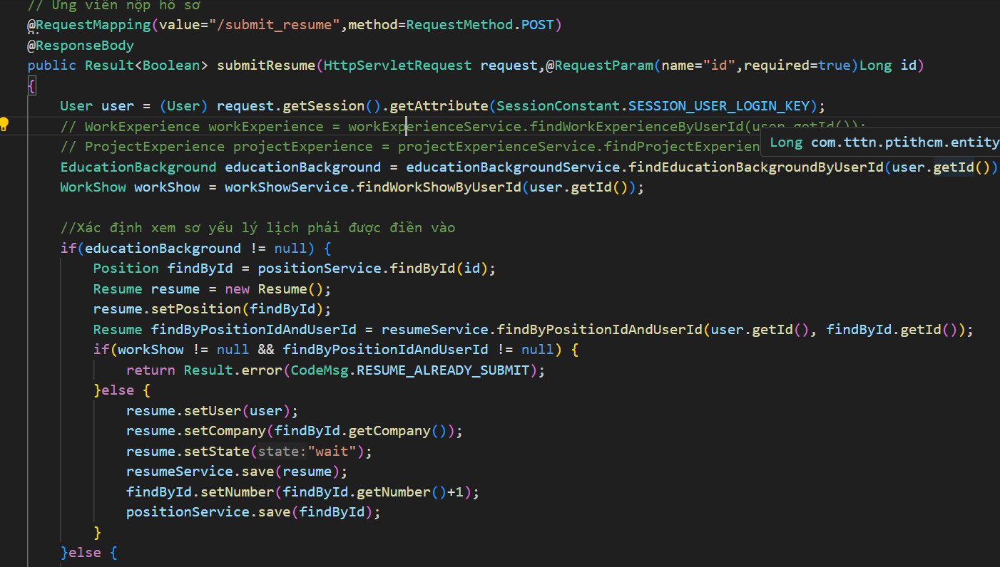 // Ứng viên nộp hồ sơ
@RequestMapping(value="/submit_resume",method=RequestMethod.POST)
@ResponseBody
public Result<Boolean> submitResume(HttpServletRequest request,@RequestParam(name="id",required=true)Long id)
{
User user = (User) request.getSession().getAttribute(SessionConstant.SESSION_USER_LOGIN_KEY);
// WorkExperience workExperience = workExperienceService.findWorkExperienceByUserId(user.getId());
// ProjectExperience projectExperience = projectExperienceService.findProjectExperien
Long com.tttn.ptithcm.entity
EducationBackground educationBackground = educationBackgroundService.findEducationBackgroundByUserId(user.getId())
WorkShow workShow = workShowService.findWorkShowByUserId(user.getId());
//Xác định xem sơ yếu lý lịch phải được điền vào
if(educationBackground != null) {
Position findById = positionService.findById(id);
Resume resume = new Resume();
resume.setPosition(findById);
Resume findByPositionIdAndUserId = resumeService.findByPositionIdAndUserId(user.getId(), findById.getId());
if(workShow != null && findByPositionIdAndUserId != null) {
return Result.error(CodeMsg.RESUME_ALREADY_SUBMIT);
}else {
resume.setUser(user);
resume.setCompany(findById.getCompany());
resume.setState(state:"wait");
resumeService.save(resume);
findById.setNumber(findById.getNumber()+1);
positionService.save(findById);
}
}else {